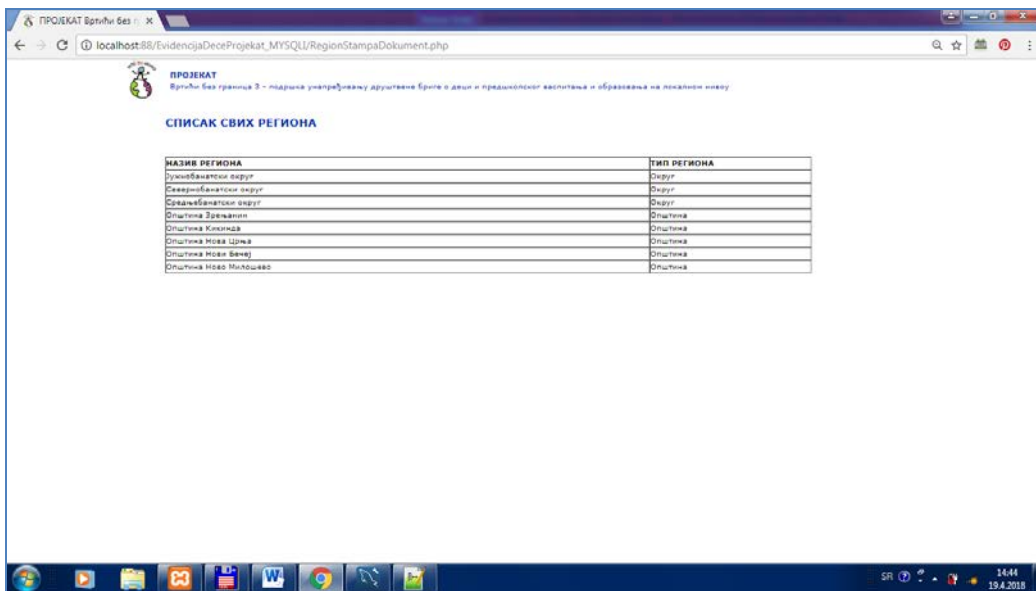 ПРОЈЕКАТ Вртићи без г
localhost:88/EvidencijaDeceProjekat_MYSQLI/RegionStampaDokument.php
ПРОЈЕКАТ
Вртићи без граница 3 - подршка унапређивању друштвене бриге о деци и предшколског васпитања и образовања на локалном нивоу
СПИСАК СВИХ РЕГИОНА
НАЗИВ РЕГИОНА ТИП РЕГИОНА
Јужнобанатски округ Округ
Севернобанатски округ Округ
Средњебанатски округ Округ
Општина Зрењанин Општина
Општина Кикинда Општина
Општина Нова Црња Општина
Општина Нови Бечеј Општина
Општина Ново Милошево Општина
SR
14:44
19.4.2018